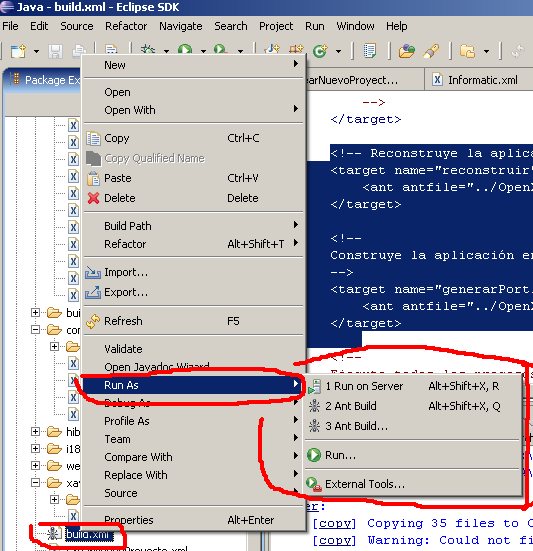 Java - build.xml - Eclipse SDK
File Edit Source Refactor Navigate Search Project Run Window Help
Package Ex
earNuevoProyect...
Informatic.xml
New
Open
Open With
Copy Ctrl+C
Copy Qualified Name
Paste Ctrl+V
Delete Delete
Build Path
Refactor Alt+Shift+T
Import...
Export...
Refresh F5
Validate
Open Javadoc Wizard
Run As
Debug As
Profile As
Team
Compare With
Replace With
Source
Properties Alt+Enter
1 Run on Server Alt+Shift+X, R
2 Ant Build Alt+Shift+X, Q
3 Ant Build...
Run...
External Tools...
bui
con
hib
i18
we
xav
build.xml
-->
</target>
<!-- Reconstruye la aplica
<target name="reconstruir"
<ant antfile="../OpenX
</target>
<!--
Construye la aplicación en
-->
<target name="generarPort.
<ant antfile="../OpenX
</target>
<!--
[copy] Copying 35 files to C
[copy] Warning: Could not fi